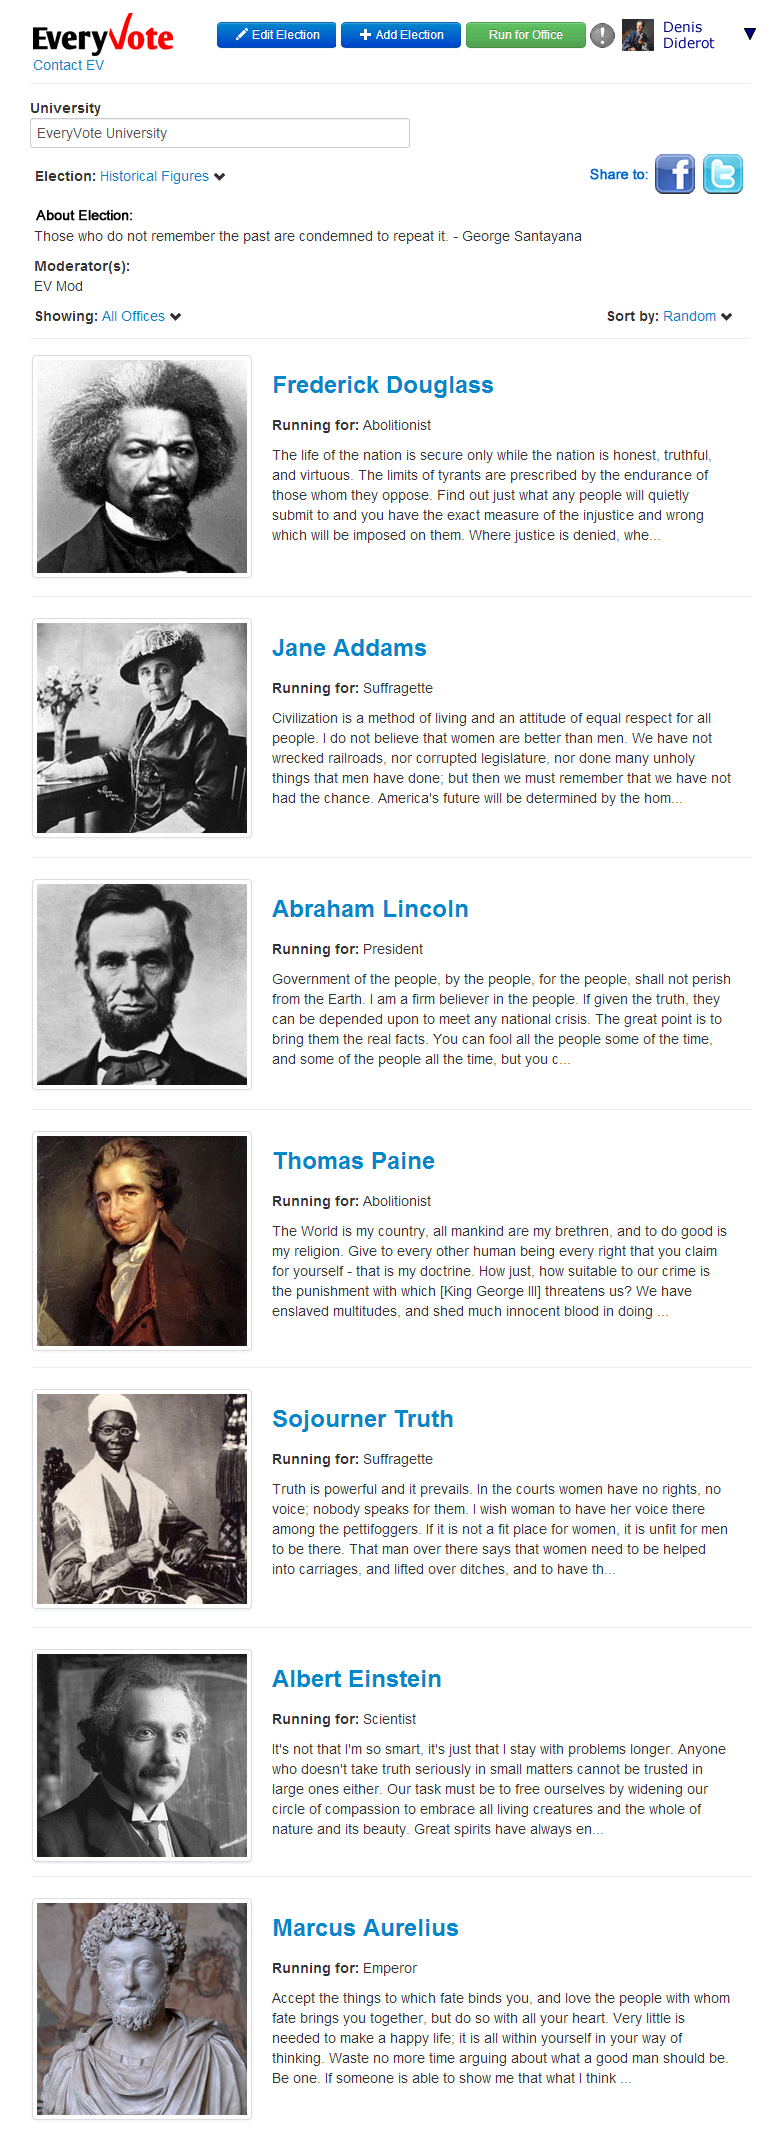 EveryVote
Edit Election
Add Election
Run for Office
Denis
Diderot
Contact EV
University
EveryVote University
Election: Historical Figures
Share to:
About Election:
Those who do not remember the past are condemned to repeat it. - George Santayana
Moderator(s):
EV Mod
Showing: All Offices
Sort by: Random
Frederick Douglass
Running for: Abolitionist
The life of the nation is secure only while the nation is honest, truthful,
and virtuous. The limits of tyrants are prescribed by the endurance of
those whom they oppose. Find out just what any people will quietly
submit to and you have the exact measure of the injustice and wrong
which will be imposed on them. Where justice is denied, whe...
Jane Addams
Running for: Suffragette
Civilization is a method of living and an attitude of equal respect for all
people. I do not believe that women are better than men. We have not
wrecked railroads, nor corrupted legislature, nor done many unholy
things that men have done; but then we must remember that we have not
had the chance. America's future will be determined by the hom...
Abraham Lincoln
Running for: President
Government of the people, by the people, for the people, shall not perish
from the Earth. I am a firm believer in the people. If given the truth, they
can be depended upon to meet any national crisis. The great point is to
bring them the real facts. You can fool all the people some of the time,
and some of the people all the time, but you c...
Thomas Paine
Running for: Abolitionist
The World is my country, all mankind are my brethren, and to do good is
my religion. Give to every other human being every right that you claim
for yourself - that is my doctrine. How just, how suitable to our crime is
the punishment with which [King George III] threatens us? We have
enslaved multitudes, and shed much innocent blood in doing ...
Sojourner Truth
Running for: Suffragette
Truth is powerful and it prevails. In the courts women have no rights, no
voice; nobody speaks for them. I wish woman to have her voice there
among the pettifoggers. If it is not a fit place for women, it is unfit for men
to be there. That man over there says that women need to be helped
into carriages, and lifted over ditches, and to have th...
Albert Einstein
Running for: Scientist
It's not that I'm so smart, it's just that I stay with problems longer. Anyone
who doesn't take truth seriously in small matters cannot be trusted in
large ones either. Our task must be to free ourselves by widening our
circle of compassion to embrace all living creatures and the whole of
nature and its beauty. Great spirits have always en...
Marcus Aurelius
Running for: Emperor
Accept the things to which fate binds you, and love the people with whom
fate brings you together, but do so with all your heart. Very little is
needed to make a happy life; it is all within yourself in your way of
thinking. Waste no more time arguing about what a good man should be.
Be one. If someone is able to show me that what I think ...